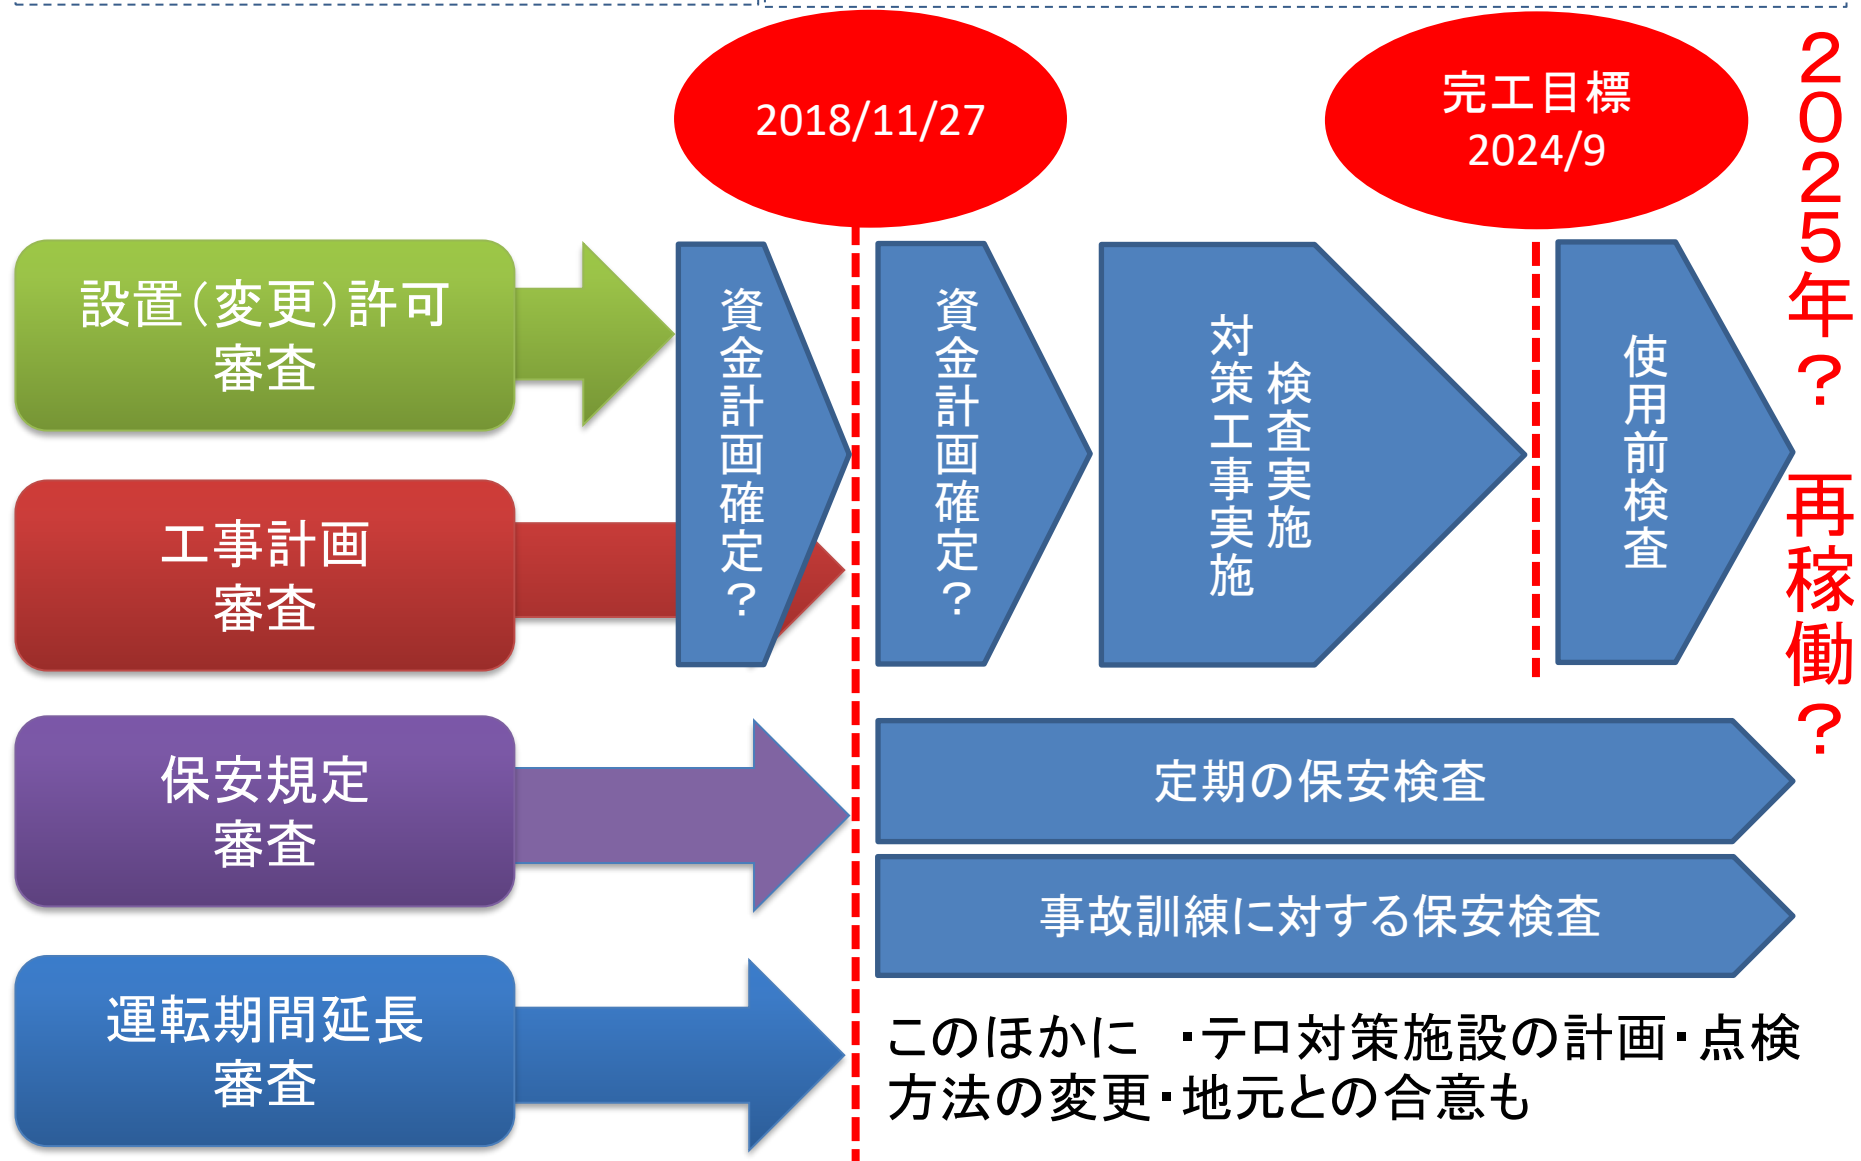 2018/11/27
完工目標
2024/9
2025年？　再稼働？
設置（変更）許可
審査
資金計画確定？
資金計画確定？
検査実施
対策工事実施
使用前検査
工事計画
審査
保安規定
審査
定期の保安検査
事故訓練に対する保安検査
運転期間延長
審査
このほかに　・テロ対策施設の計画・点検
方法の変更・地元との合意も